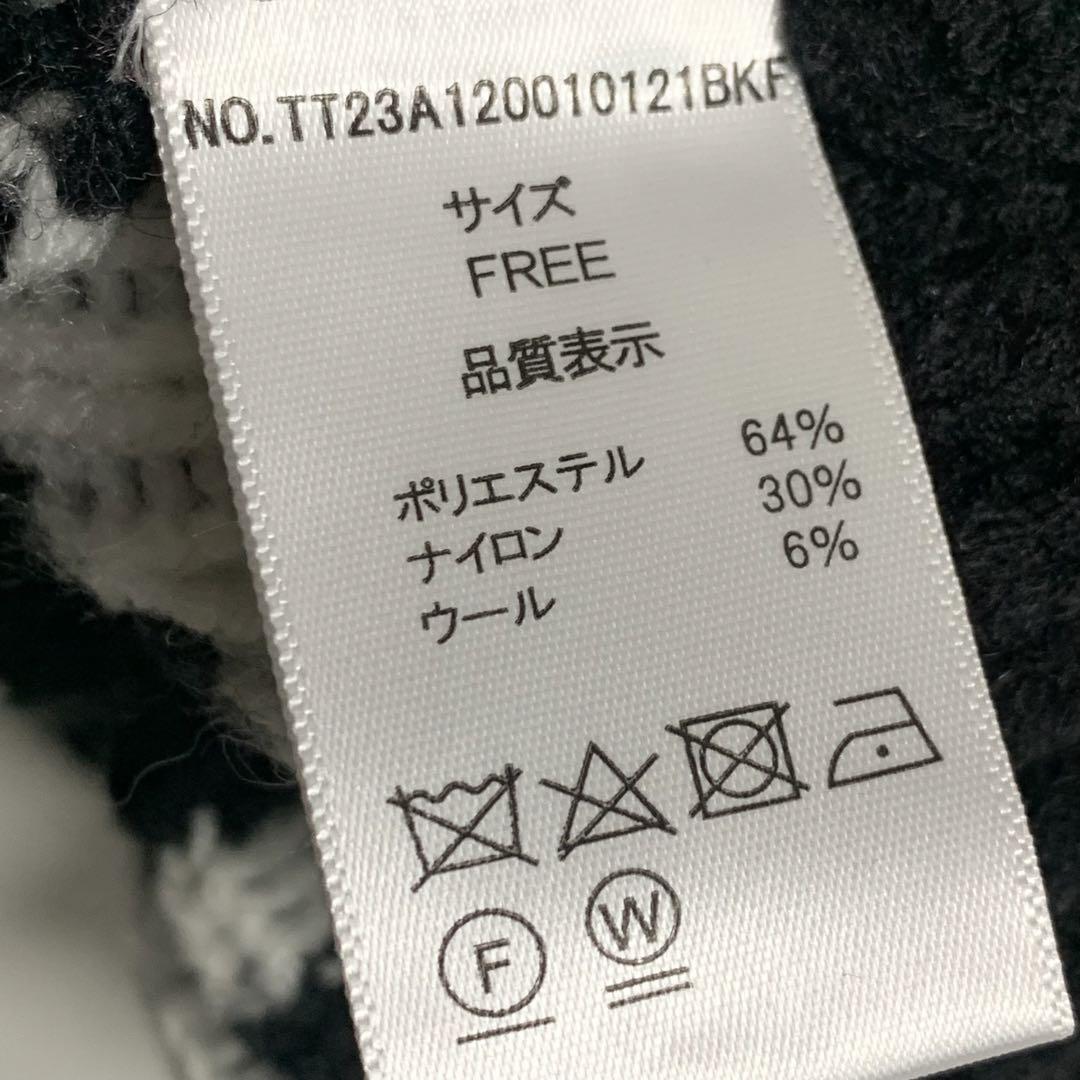 NO.TT23A120010121BKF
サイズ
FREE
品質表示
ポリエステル 64%
ナイロン 30%
ウール 6%
F W